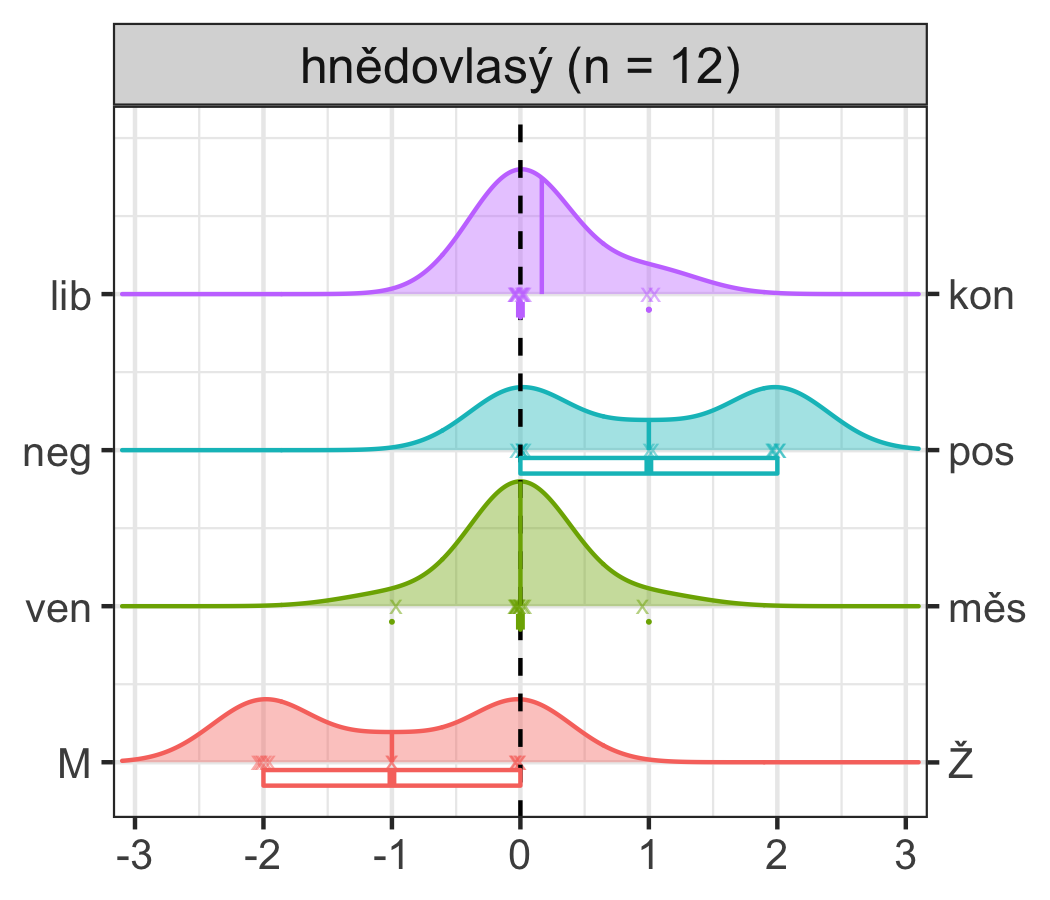 hnědovlasý (n = 12)
lib kon
neg pos
ven měs
M Ž
-3 -2 -1 0 1 2 3